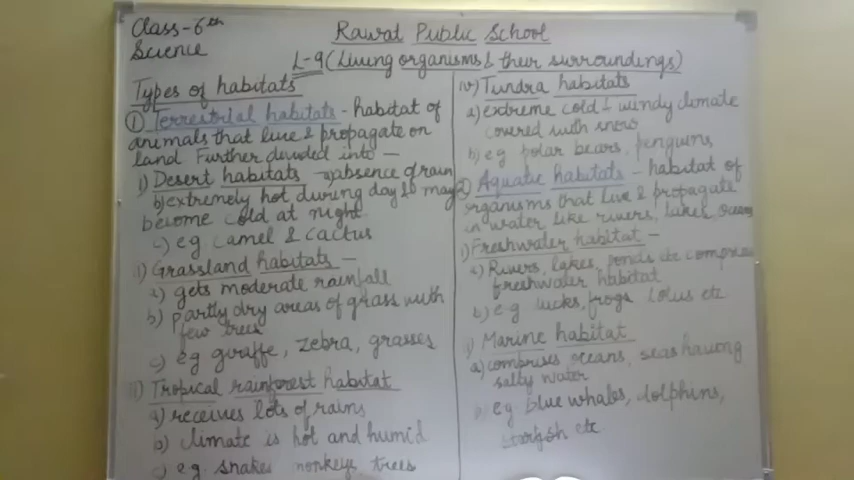 Class-6th
Science
Rawat Public School
L-9 (Living organisms & their surroundings)
Types of habitats
① Terrestrial habitats - habitat of
animals that live & propagate on
land Further divided into -
i) Desert habitats a) absence of rain
b) extremely hot during day & may
become cold at night
c) eg camel & cactus
ii) Grassland habitats -
a) gets moderate rainfall
b) partly dry areas of grass with
few trees
c) eg giraffe, zebra, grasses
iii) Tropical rainforest habitat
a) receives lots of rains
b) climate is hot and humid
c) eg snakes monkeys trees
iv) Tundra habitats
a) extreme cold & windy climate
covered with snow
b) eg polar bears, penguins
② Aquatic habitats - habitat of
organisms that live & propagate
in water like rivers, lakes, oceans
i) Freshwater habitat -
a) Rivers, lakes, ponds etc comprises
freshwater habitat
b) e g ducks, frogs lotus etc
Marine habitat
a) comprises oceans, seas having
salty water
b) eg blue whales, dolphins,
starfish etc